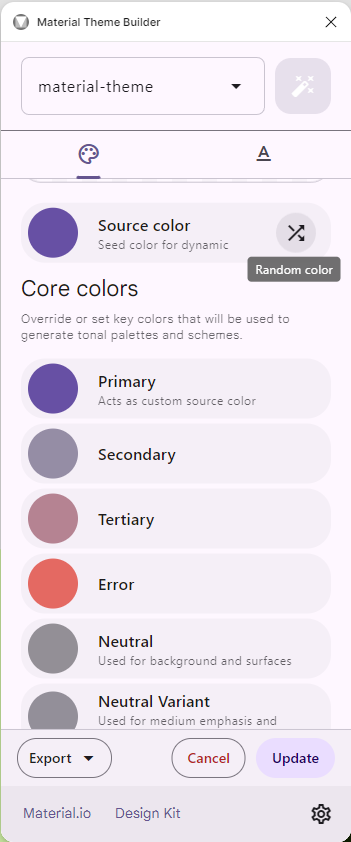 Material Theme Builder
material-theme
A
Source color
Seed color for dynamic
Random color
Core colors
Override or set key colors that will be used to
generate tonal palettes and schemes.
Primary
Acts as custom source color
Secondary
Tertiary
Error
Neutral
Used for background and surfaces
Neutral Variant
Used for medium emphasis and
Export
Cancel
Update
Material.io
Design Kit